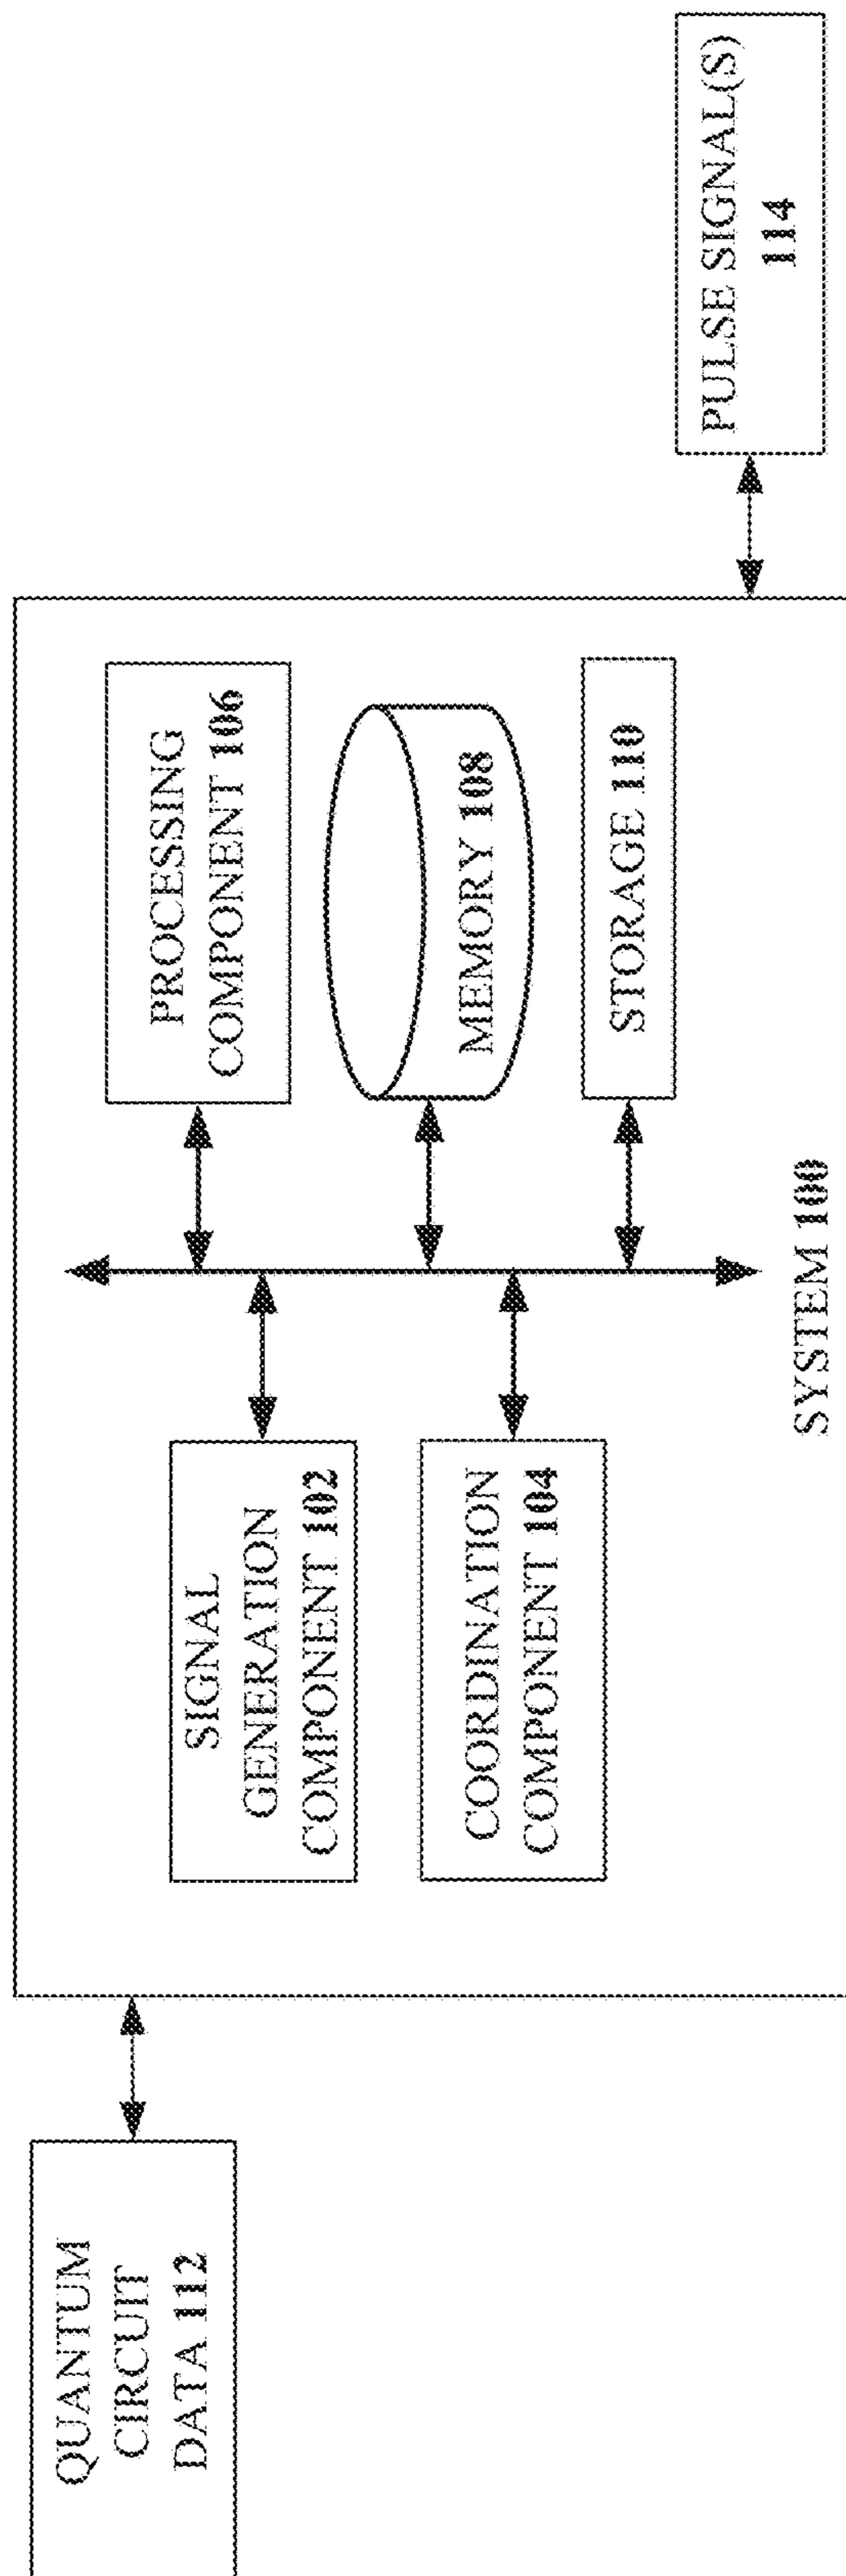 QUANTUM
CIRCUIT
DATA 112
SIGNAL
GENERATION
COMPONENT 102
COORDINATION
COMPONENT 104
PROCESSING
COMPONENT 106
MEMORY 108
STORAGE 110
SYSTEM 100
PULSE SIGNAL(S)
114